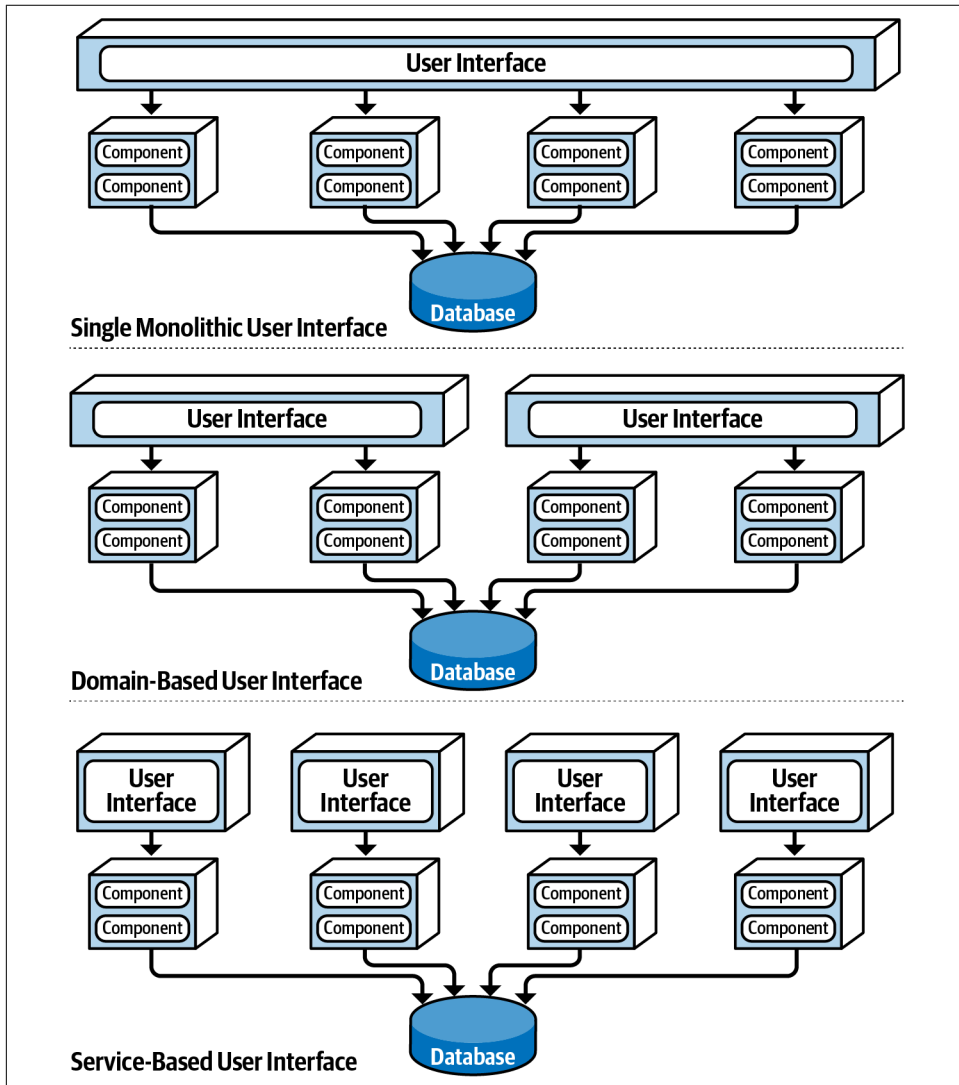 User Interface
Component Component Component Component
Component Component Component Component
Database
Single Monolithic User Interface
User Interface User Interface
Component Component Component Component
Component Component Component Component
Database
Domain-Based User Interface
User User User User
Interface Interface Interface Interface
Component Component Component Component
Component Component Component Component
Database
Service-Based User Interface